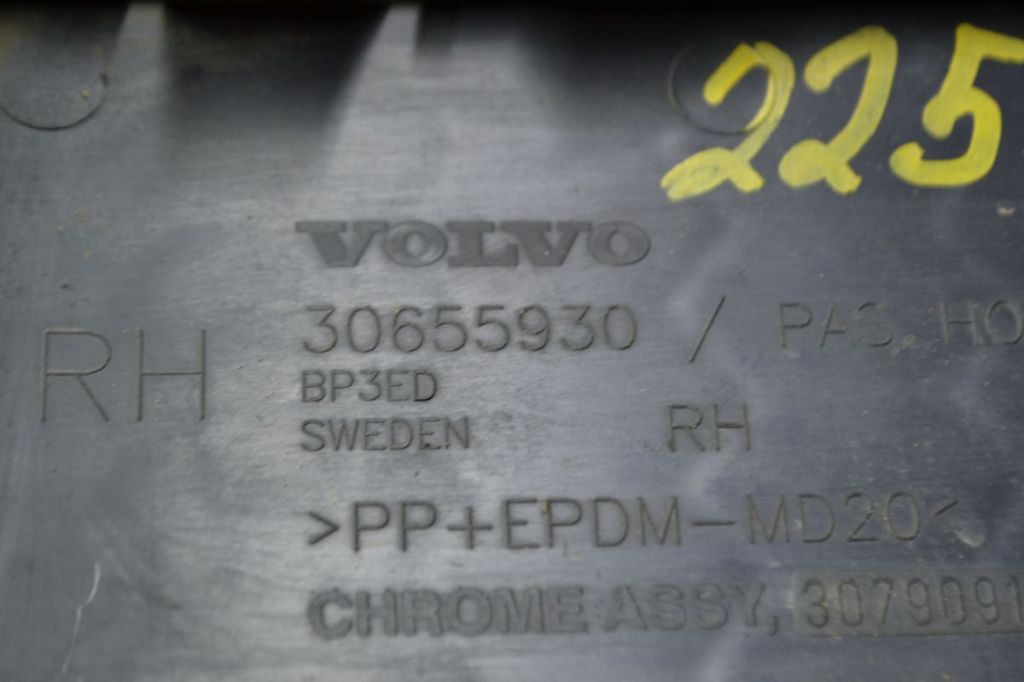 225
VOLVO
30655930 / PAS. HO
RH
BP3ED
SWEDEN RH
>PP+EPDM-MD20<
CHROME ASSY, 3079091